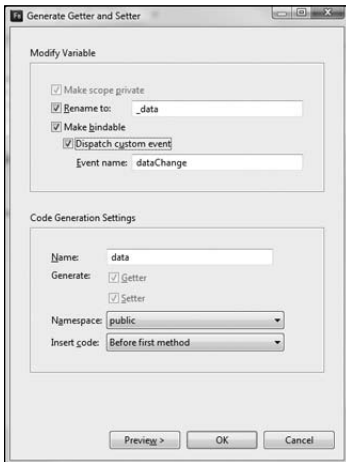 Fx Generate Getter and Setter
Modify Variable
Make scope private
Rename to: _data
Make bindable
Dispatch custom event
Event name: dataChange
Code Generation Settings
Name: data
Generate: Getter
Setter
Namespace: public
Insert code: Before first method
Preview > OK Cancel